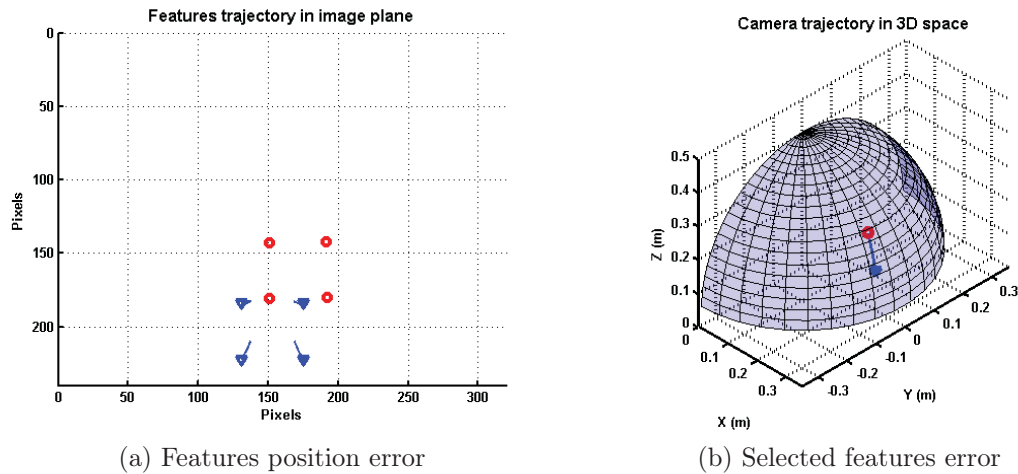 Features trajectory in image plane
0
50
100
150
200
Pixels
0 50 100 150 200 250 300
Pixels
(a) Features position error
Camera trajectory in 3D space
0.5
0.4
0.3
0.2
0.1
0
Z (m)
0
0.1
0.2
0.3
X (m)
-0.3
-0.2
-0.1
0
0.1
0.2
0.3
Y (m)
(b) Selected features error